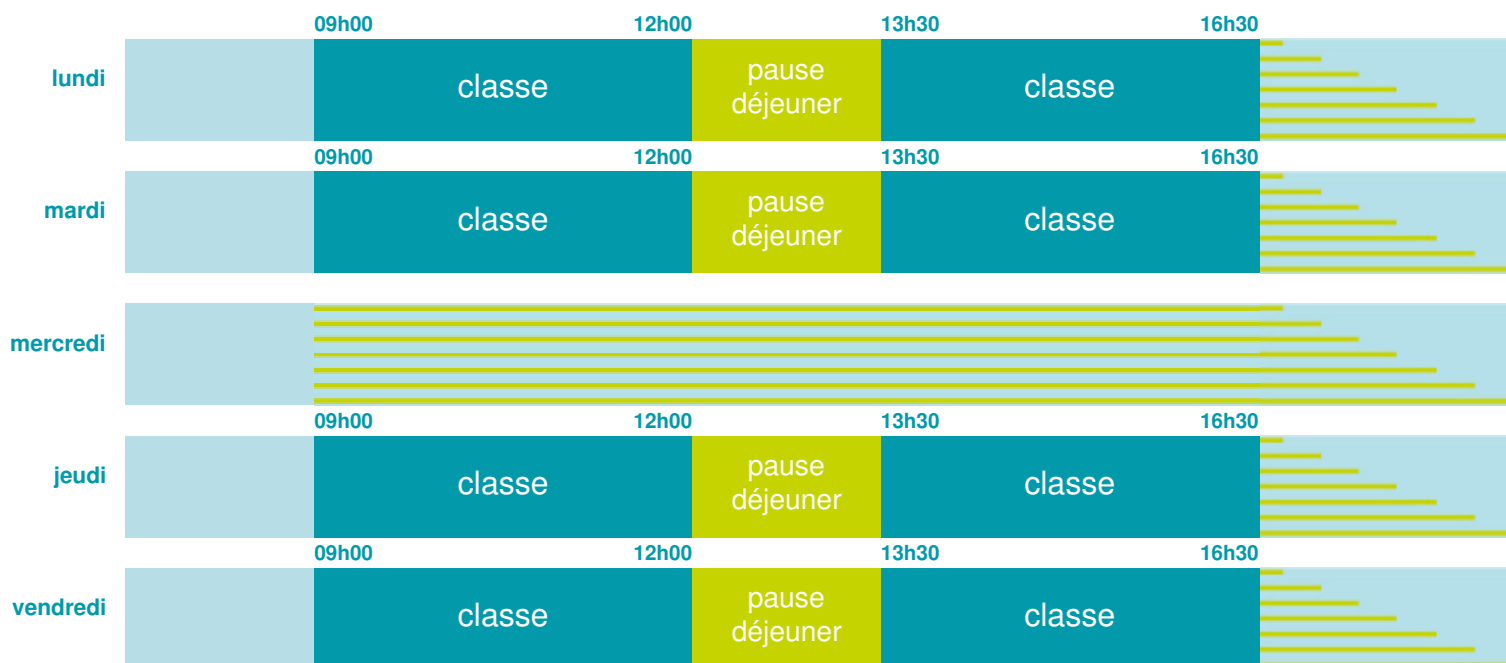 09h00 12h00 13h30 16h30
lundi classe pause déjeuner classe
09h00 12h00 13h30 16h30
mardi classe pause déjeuner classe
mercredi
09h00 12h00 13h30 16h30
jeudi classe pause déjeuner classe
09h00 12h00 13h30 16h30
vendredi classe pause déjeuner classe